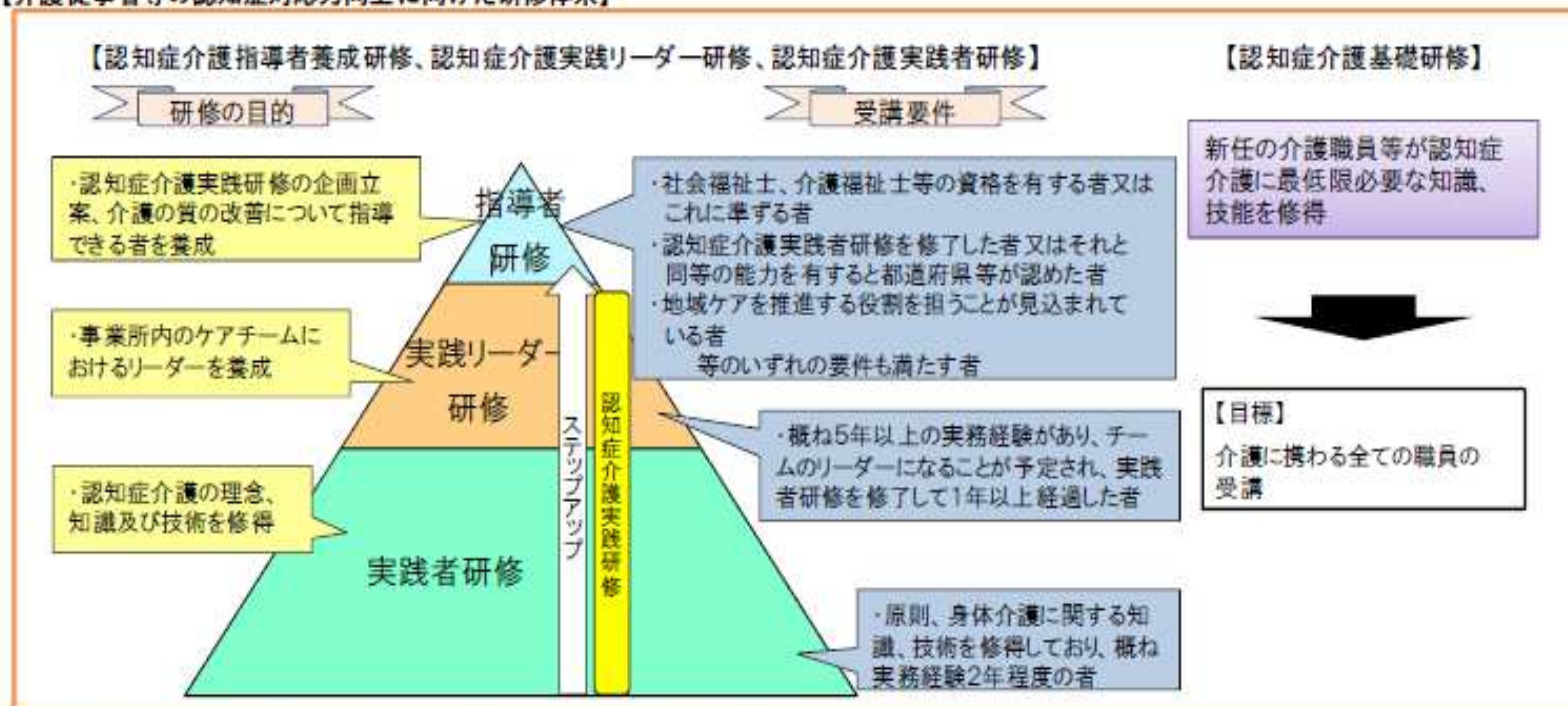 【認知症介護指導者養成研修、認知症介護実践リーダー研修、認知症介護実践者研修】
【認知症介護基礎研修】
研修の目的
受講要件
・認知症介護実践研修の企画立
案、介護の質の改善について指導
できる者を養成
指導者
研修
・社会福祉士、介護福祉士等の資格を有する者又は
これに準ずる者
・認知症介護実践者研修を修了した者又はそれと
同等の能力を有すると都道府県等が認めた者
・地域ケアを推進する役割を担うことが見込まれて
いる者
等のいずれの要件も満たす者
新任の介護職員等が認知症
介護に最低限必要な知識、
技能を修得
・事業所内のケアチームに
おけるリーダーを養成
実践リーダー
研修
・概ね5年以上の実務経験があり、チー
ムのリーダーになることが予定され、実践
者研修を修了して1年以上経過した者
【目標】
介護に携わる全ての職員の
受講
・認知症介護の理念、
知識及び技術を修得
実践者研修
ステップアップ
認知症介護実践研修
・原則、身体介護に関する知
識、技術を修得しており、概ね
実務経験2年程度の者